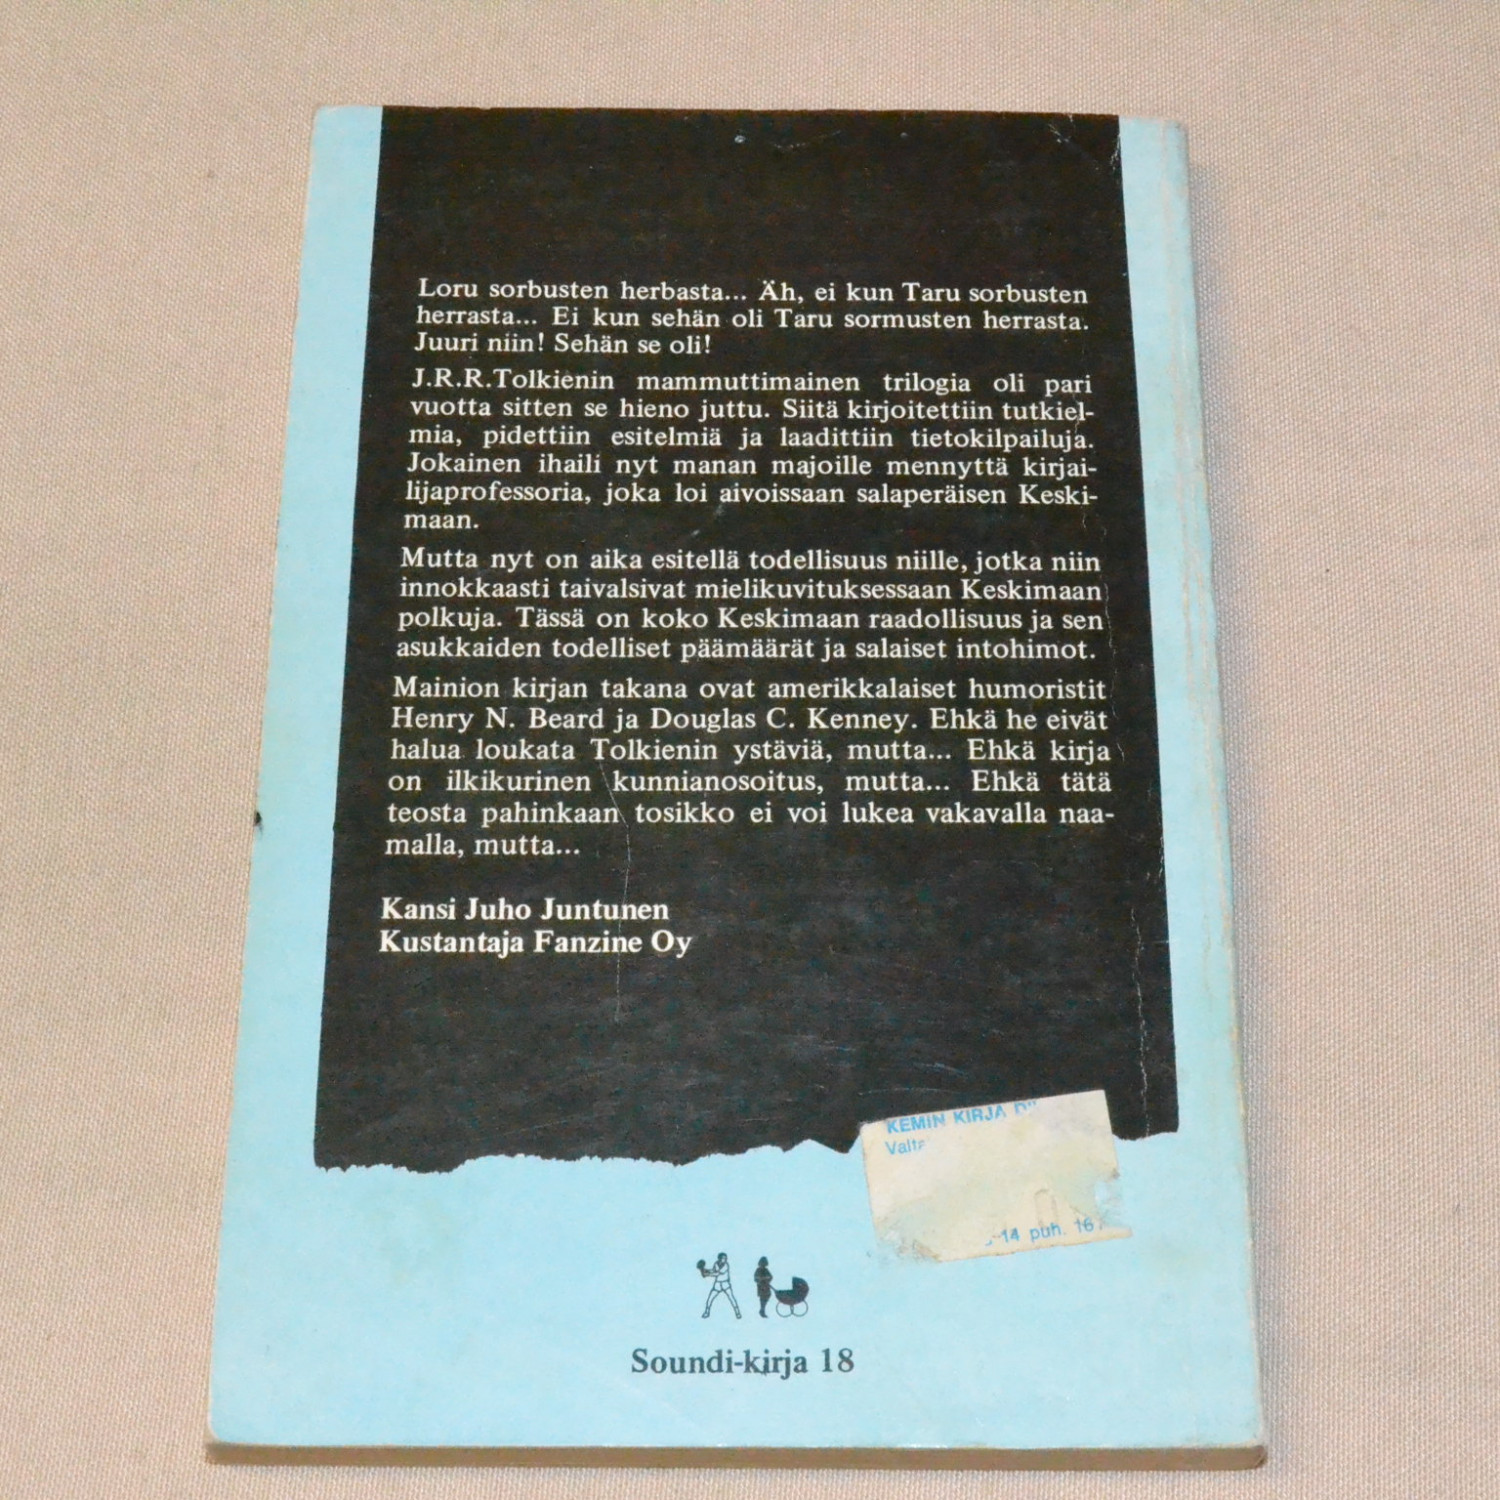 Loru sorbusten herbasta... Äh, ei kun Taru sorbusten
herrasta... Ei kun sehän oli Taru sormusten herrasta.
Juuri niin! Sehän se oli!
J.R.R.Tolkienin mammuttimainen trilogia oli pari
vuotta sitten se hieno juttu. Siitä kirjoitettiin tutkiel-
mia, pidettiin esitelmiä ja laadittiin tietokilpailuja.
Jokainen ihaili nyt manan majoille mennyttä kirjai-
lijaprofessoria, joka loi aivoissaan salaperäisen Keski-
maan.
Mutta nyt on aika esitellä todellisuus niille, jotka niin
innokkaasti taivalsivat mielikuvituksessaan Keskimaan
polkuja. Tässä on koko Keskimaan raadollisuus ja sen
asukkaiden todelliset päämäärät ja salaiset intohimot.
Mainion kirjan takana ovat amerikkalaiset humoristit
Henry N. Beard ja Douglas C. Kenney. Ehkä he eivät
halua loukata Tolkienin ystäviä, mutta... Ehkä kirja
on ilkikurinen kunnianosoitus, mutta... Ehkä tätä
teosta pahinkaan tosikko ei voi lukea vakavalla naa-
malla, mutta...
Kansi Juho Juntunen
Kustantaja Fanzine Oy
KEMIN KIRJA
14 puh.
Soundi-kirja 18